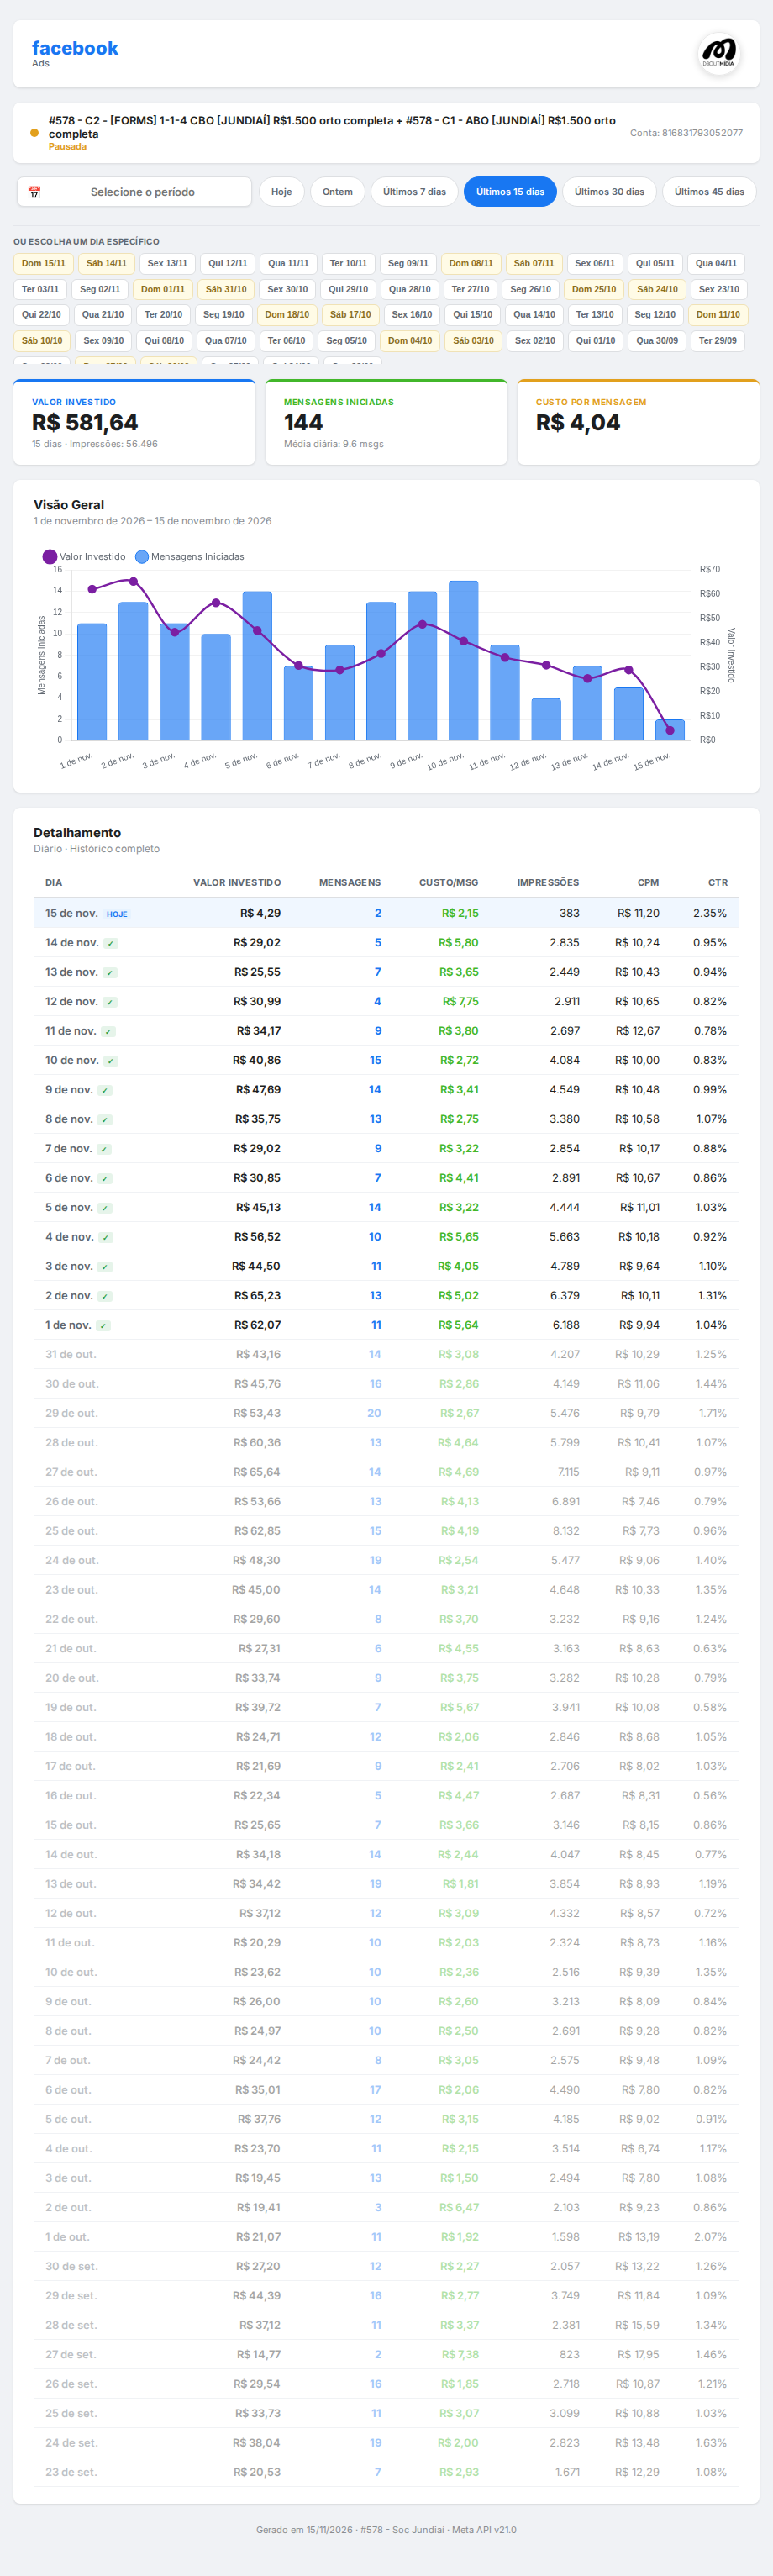 facebook
Ads
DBOUTMÍDIA
#578 - C2 - [FORMS] 1-1-4 CBO [JUNDIAÍ] R$1.500 orto completa + #578 - C1 - ABO [JUNDIAÍ] R$1.500 orto
completa
Pausada
Conta: 816831793052077
Selecione o período
Hoje Ontem Últimos 7 dias Últimos 15 dias Últimos 30 dias Últimos 45 dias
OU ESCOLHA UM DIA ESPECÍFICO
Dom 15/11 Sáb 14/11 Sex 13/11 Qui 12/11 Qua 11/11 Ter 10/11 Seg 09/11 Dom 08/11 Sáb 07/11 Sex 06/11 Qui 05/11 Qua 04/11
Ter 03/11 Seg 02/11 Dom 01/11 Sáb 31/10 Sex 30/10 Qui 29/10 Qua 28/10 Ter 27/10 Seg 26/10 Dom 25/10 Sáb 24/10 Sex 23/10
Qui 22/10 Qua 21/10 Ter 20/10 Seg 19/10 Dom 18/10 Sáb 17/10 Sex 16/10 Qui 15/10 Qua 14/10 Ter 13/10 Seg 12/10 Dom 11/10
Sáb 10/10 Sex 09/10 Qui 08/10 Qua 07/10 Ter 06/10 Seg 05/10 Dom 04/10 Sáb 03/10 Sex 02/10 Qui 01/10 Qua 30/09 Ter 29/09
VALOR INVESTIDO
R$ 581,64
15 dias · Impressões: 56.496
MENSAGENS INICIADAS
144
Média diária: 9.6 msgs
CUSTO POR MENSAGEM
R$ 4,04
Visão Geral
1 de novembro de 2026 – 15 de novembro de 2026
Valor Investido Mensagens Iniciadas
16
14
12
10
8
6
4
2
0
Mensagens Iniciadas
R$70
R$60
R$50
R$40
R$30
R$20
R$10
R$0
Valor Investido
1 de nov. 2 de nov. 3 de nov. 4 de nov. 5 de nov. 6 de nov. 7 de nov. 8 de nov. 9 de nov. 10 de nov. 11 de nov. 12 de nov. 13 de nov. 14 de nov. 15 de nov.
Detalhamento
Diário · Histórico completo
DIA VALOR INVESTIDO MENSAGENS CUSTO/MSG IMPRESSÕES CPM CTR
15 de nov. HOJE R$ 4,29 2 R$ 2,15 383 R$ 11,20 2.35%
14 de nov. ✓ R$ 29,02 5 R$ 5,80 2.835 R$ 10,24 0.95%
13 de nov. ✓ R$ 25,55 7 R$ 3,65 2.449 R$ 10,43 0.94%
12 de nov. ✓ R$ 30,99 4 R$ 7,75 2.911 R$ 10,65 0.82%
11 de nov. ✓ R$ 34,17 9 R$ 3,80 2.697 R$ 12,67 0.78%
10 de nov. ✓ R$ 40,86 15 R$ 2,72 4.084 R$ 10,00 0.83%
9 de nov. ✓ R$ 47,69 14 R$ 3,41 4.549 R$ 10,48 0.99%
8 de nov. ✓ R$ 35,75 13 R$ 2,75 3.380 R$ 10,58 1.07%
7 de nov. ✓ R$ 29,02 9 R$ 3,22 2.854 R$ 10,17 0.88%
6 de nov. ✓ R$ 30,85 7 R$ 4,41 2.891 R$ 10,67 0.86%
5 de nov. ✓ R$ 45,13 14 R$ 3,22 4.444 R$ 11,01 1.03%
4 de nov. ✓ R$ 56,52 10 R$ 5,65 5.663 R$ 10,18 0.92%
3 de nov. ✓ R$ 44,50 11 R$ 4,05 4.789 R$ 9,64 1.10%
2 de nov. ✓ R$ 65,23 13 R$ 5,02 6.379 R$ 10,11 1.31%
1 de nov. ✓ R$ 62,07 11 R$ 5,64 6.188 R$ 9,94 1.04%
31 de out. R$ 43,16 14 R$ 3,08 4.207 R$ 10,29 1.25%
30 de out. R$ 45,76 16 R$ 2,86 4.149 R$ 11,06 1.44%
29 de out. R$ 53,43 20 R$ 2,67 5.476 R$ 9,79 1.71%
28 de out. R$ 60,36 13 R$ 4,64 5.799 R$ 10,41 1.07%
27 de out. R$ 65,64 14 R$ 4,69 7.115 R$ 9,11 0.97%
26 de out. R$ 53,66 13 R$ 4,13 6.891 R$ 7,46 0.79%
25 de out. R$ 62,85 15 R$ 4,19 8.132 R$ 7,73 0.96%
24 de out. R$ 48,30 19 R$ 2,54 5.477 R$ 9,06 1.40%
23 de out. R$ 45,00 14 R$ 3,21 4.648 R$ 10,33 1.35%
22 de out. R$ 29,60 8 R$ 3,70 3.232 R$ 9,16 1.24%
21 de out. R$ 27,31 6 R$ 4,55 3.163 R$ 8,63 0.63%
20 de out. R$ 33,74 9 R$ 3,75 3.282 R$ 10,28 0.79%
19 de out. R$ 39,72 7 R$ 5,67 3.941 R$ 10,08 0.58%
18 de out. R$ 24,71 12 R$ 2,06 2.846 R$ 8,68 1.05%
17 de out. R$ 21,69 9 R$ 2,41 2.706 R$ 8,02 1.03%
16 de out. R$ 22,34 5 R$ 4,47 2.687 R$ 8,31 0.56%
15 de out. R$ 25,65 7 R$ 3,66 3.146 R$ 8,15 0.86%
14 de out. R$ 34,18 14 R$ 2,44 4.047 R$ 8,45 0.77%
13 de out. R$ 34,42 19 R$ 1,81 3.854 R$ 8,93 1.19%
12 de out. R$ 37,12 12 R$ 3,09 4.332 R$ 8,57 0.72%
11 de out. R$ 20,29 10 R$ 2,03 2.324 R$ 8,73 1.16%
10 de out. R$ 23,62 10 R$ 2,36 2.516 R$ 9,39 1.35%
9 de out. R$ 26,00 10 R$ 2,60 3.213 R$ 8,09 0.84%
8 de out. R$ 24,97 10 R$ 2,50 2.691 R$ 9,28 0.82%
7 de out. R$ 24,42 8 R$ 3,05 2.575 R$ 9,48 1.09%
6 de out. R$ 35,01 17 R$ 2,06 4.490 R$ 7,80 0.82%
5 de out. R$ 37,76 12 R$ 3,15 4.185 R$ 9,02 0.91%
4 de out. R$ 23,70 11 R$ 2,15 3.514 R$ 6,74 1.17%
3 de out. R$ 19,45 13 R$ 1,50 2.494 R$ 7,80 1.08%
2 de out. R$ 19,41 3 R$ 6,47 2.103 R$ 9,23 0.86%
1 de out. R$ 21,07 11 R$ 1,92 1.598 R$ 13,19 2.07%
30 de set. R$ 27,20 12 R$ 2,27 2.057 R$ 13,22 1.26%
29 de set. R$ 44,39 16 R$ 2,77 3.749 R$ 11,84 1.09%
28 de set. R$ 37,12 11 R$ 3,37 2.381 R$ 15,59 1.34%
27 de set. R$ 14,77 2 R$ 7,38 823 R$ 17,95 1.46%
26 de set. R$ 29,54 16 R$ 1,85 2.718 R$ 10,87 1.21%
25 de set. R$ 33,73 11 R$ 3,07 3.099 R$ 10,88 1.03%
24 de set. R$ 38,04 19 R$ 2,00 2.823 R$ 13,48 1.63%
23 de set. R$ 20,53 7 R$ 2,93 1.671 R$ 12,29 1.08%
Gerado em 15/11/2026 · #578 - Soc Jundiaí · Meta API v21.0